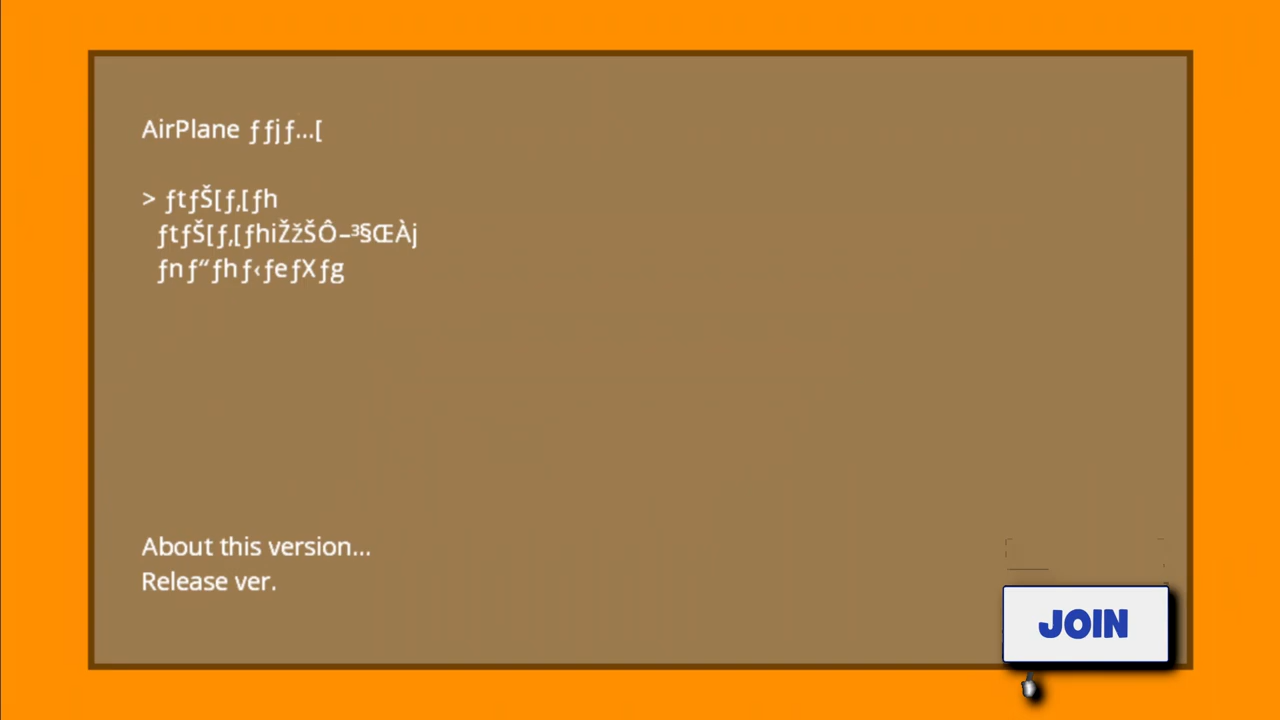 AirPlane ƒƒjƒ…[
> ƒtƒŠ[ƒ‚[ƒh
ƒtƒŠ[ƒ‚[ƒhiŽžŠÔ–³§ŒÀj
ƒnƒ“ƒhƒ‹ƒeƒXƒg
About this version...
Release ver.
JOIN